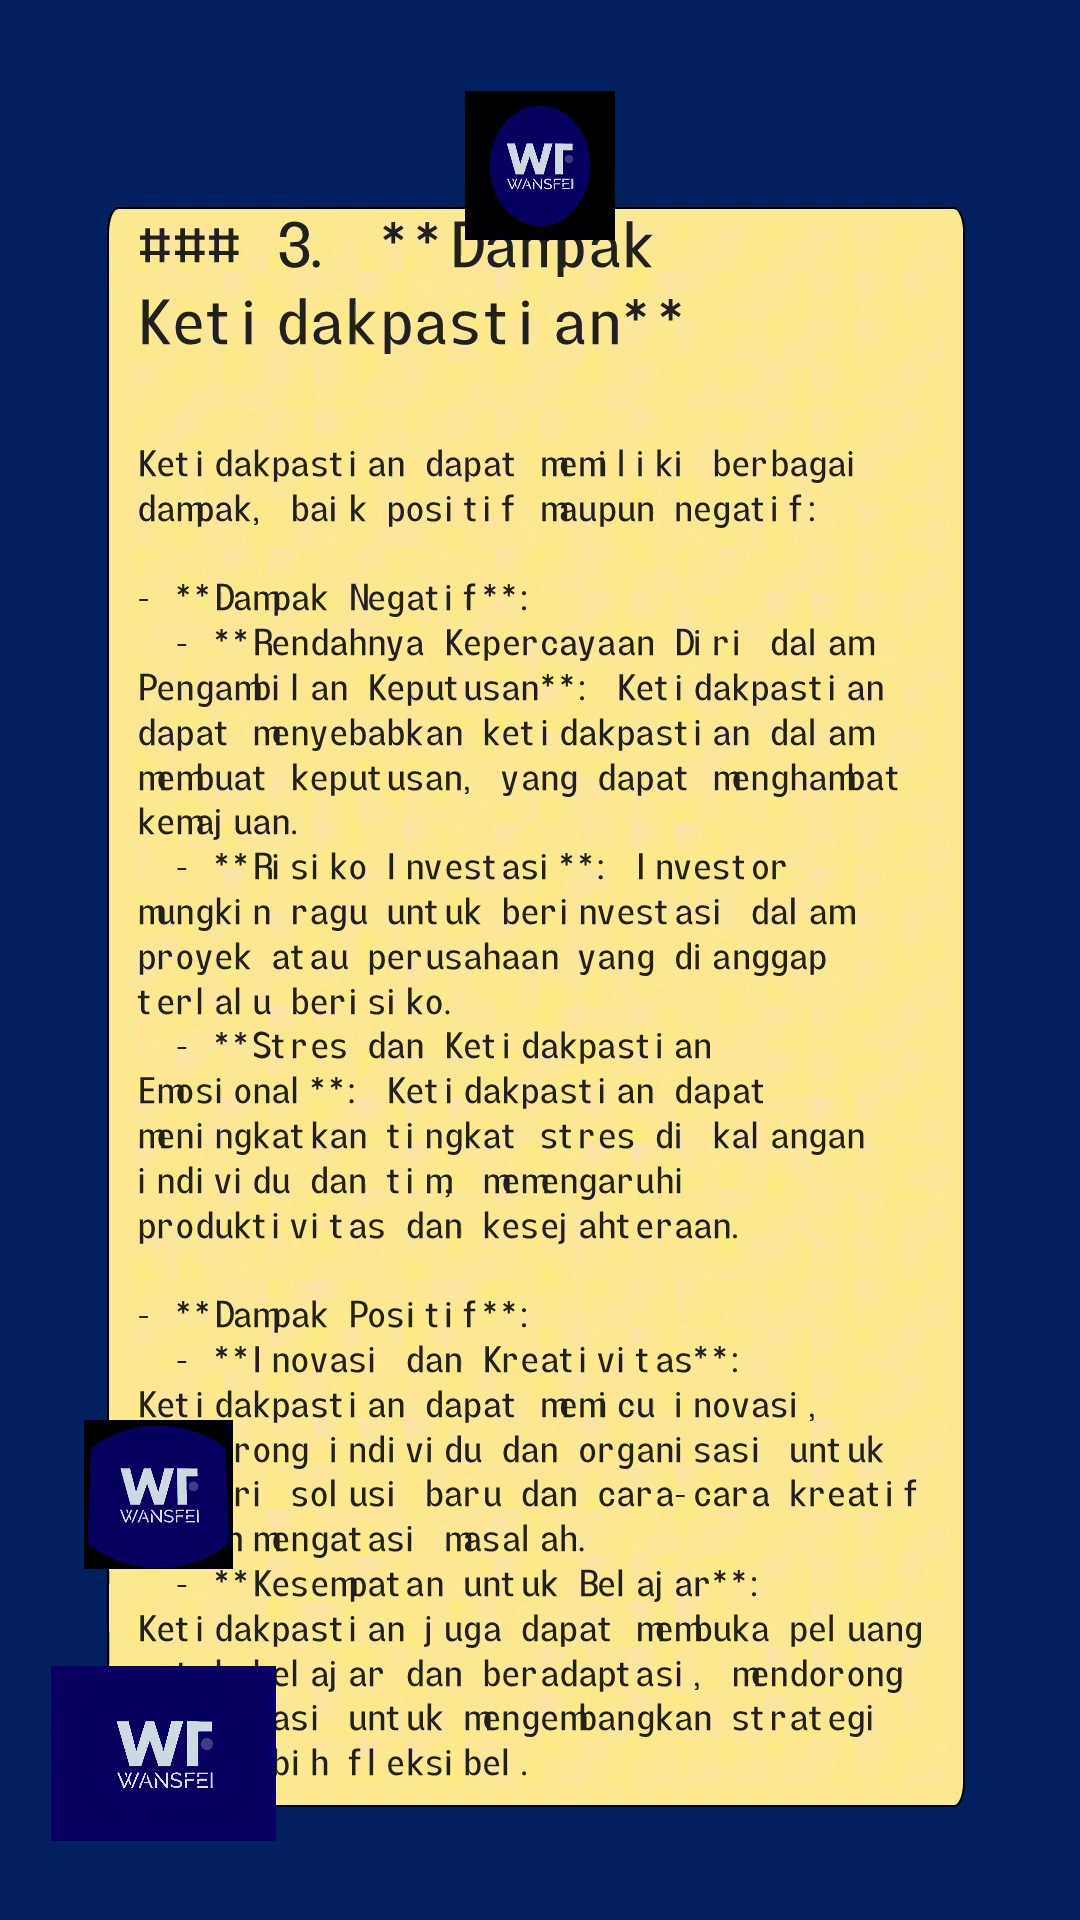 WF
WANSFEI
### 3. **Dampak
Ketidakpastian**
Ketidakpastian dapat memiliki berbagai
dampak, baik positif maupun negatif:
- **Dampak Negatif**:
- **Rendahnya Kepercayaan Diri dalam
Pengambilan Keputusan**: Ketidakpastian
dapat menyebabkan ketidakpastian dalam
membuat keputusan, yang dapat menghambat
kemajuan.
- **Risiko Investasi**: Investor
mungkin ragu untuk berinvestasi dalam
proyek atau perusahaan yang dianggap
terlalu berisiko.
- **Stres dan Ketidakpastian
Emosional**: Ketidakpastian dapat
meningkatkan tingkat stres di kalangan
individu dan tim, memengaruhi
produktivitas dan kesejahteraan.
- **Dampak Positif**:
- **Inovasi dan Kreativitas**:
Ketidakpastian dapat memicu inovasi,
rong individu dan organisasi untuk
ri solusi baru dan cara-cara kreatif
mengatasi masalah.
- **Kesempatan untuk Belajar**:
Ketidakpastian juga dapat membuka peluang
elajar dan beradaptasi, mendorong
asi untuk mengembangkan strategi
bih fleksibel.
WF
WANSFEI
WF
WANSFEI